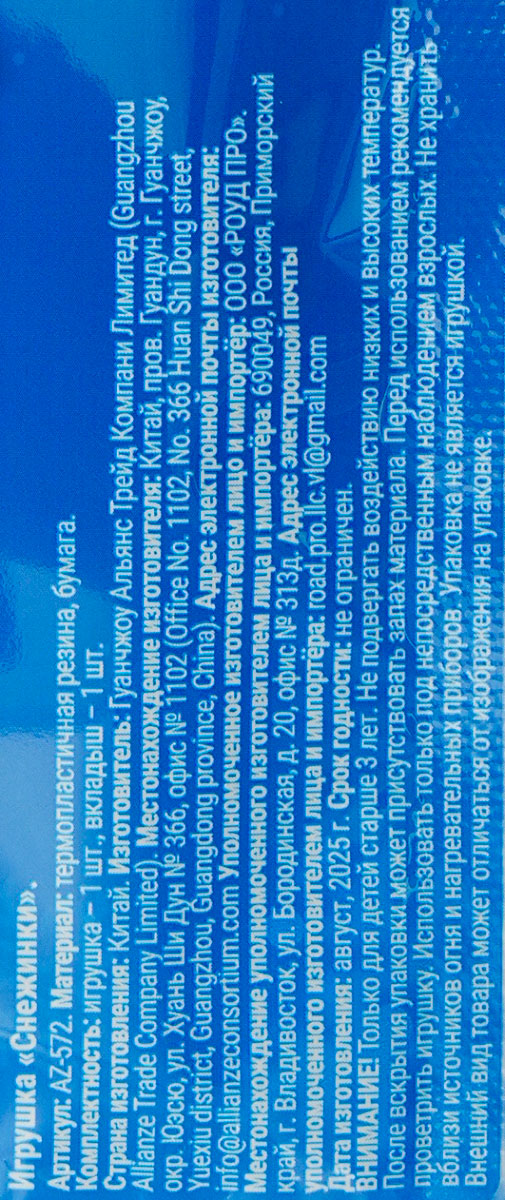 Игрушка «Снежинки».
Артикул: AZ-572. Материал: термопластичная резина, бумага.
Комплектность: игрушка – 1 шт., вкладыш – 1 шт.
Страна изготовления: Китай. Изготовитель: Гуанчжоу Альянс Трейд Компани Лимитед (Guangzhou
Allianze Trade Company Limited). Местонахождение изготовителя: Китай, пров. Гуандун, г. Гуанчжоу,
окр. Юэсю, ул. Хуань Ши Дун № 366, офис № 1102 (Office No. 1102, No. 366 Huan Shi Dong street,
Yuexiu district, Guangzhou, Guangdong province, China). Адрес электронной почты изготовителя:
info@allianzeconsortium.com Уполномоченное изготовителем лицо и импортёр: ООО «РОУД ПРО».
Местонахождение уполномоченного изготовителем лица и импортёра: 690049, Россия, Приморский
край, г. Владивосток, ул. Бородинская, д. 20, офис № 313д. Адрес электронной почты
уполномоченного изготовителем лица и импортёра: road.pro.llc.vl@gmail.com
Дата изготовления: август, 2025 г. Срок годности: не ограничен.
ВНИМАНИЕ! Только для детей старше 3 лет. Не подвергать воздействию низких и высоких температур.
После вскрытия упаковки может присутствовать запах материала. Перед использованием рекомендуется
проветрить игрушку. Использовать только под непосредственным наблюдением взрослых. Не хранить
вблизи источников огня и нагревательных приборов. Упаковка не является игрушкой.
Внешний вид товара может отличаться от изображения на упаковке.